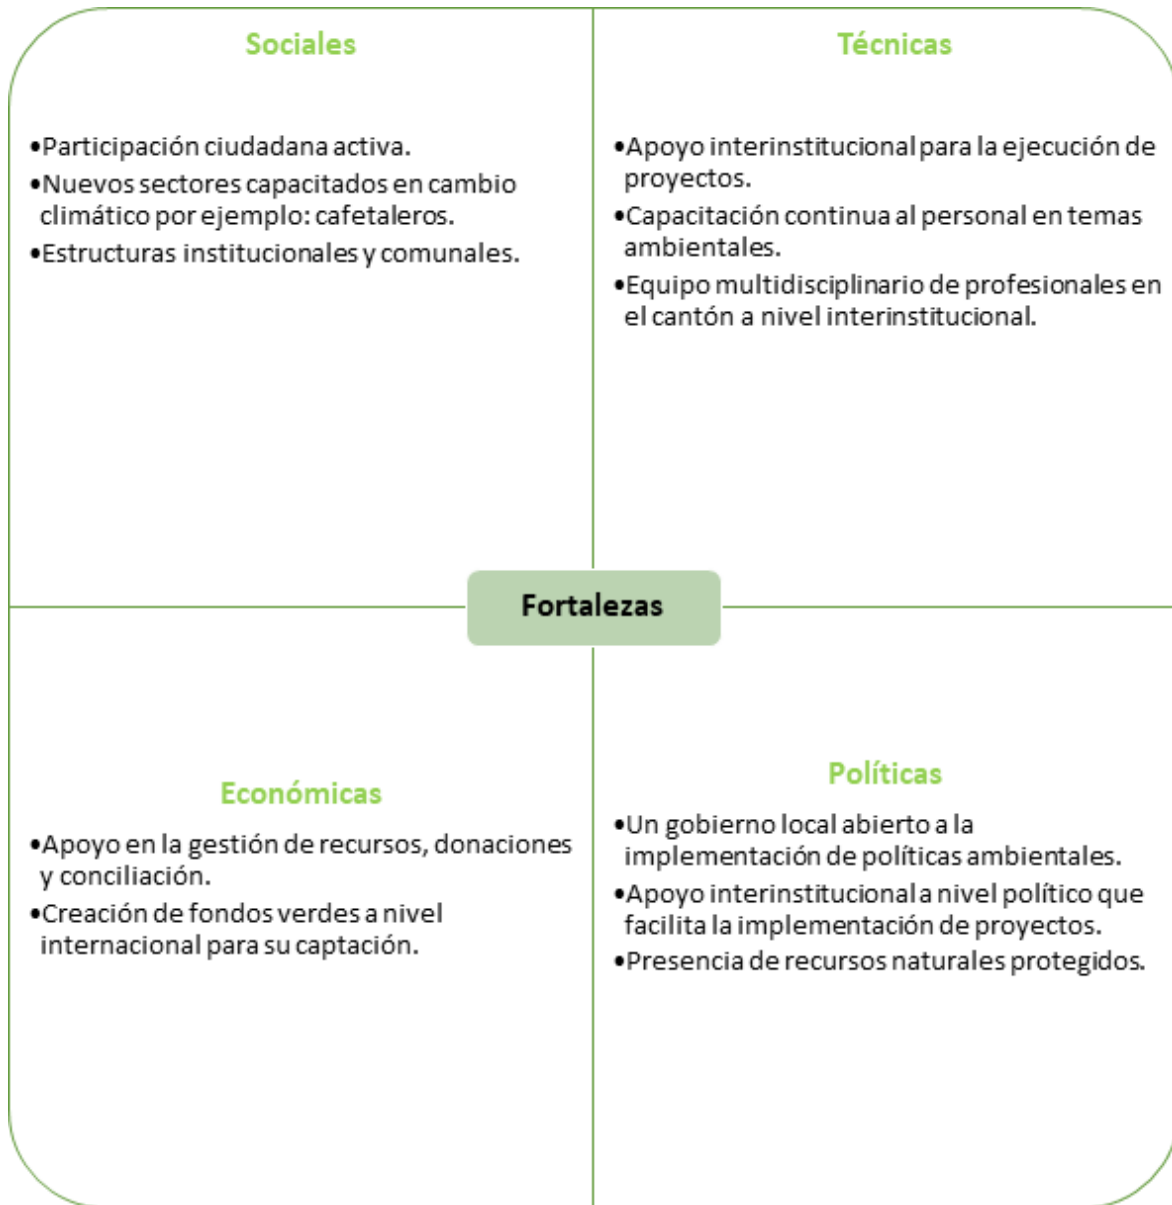 Sociales
•Participación ciudadana activa.
•Nuevos sectores capacitados en cambio
climático por ejemplo: cafetaleros.
•Estructuras institucionales y comunales.
Técnicas
•Apoyo interinstitucional para la ejecución de
proyectos.
•Capacitación continua al personal en temas
ambientales.
•Equipo multidisciplinario de profesionales en
el cantón a nivel interinstitucional.
Fortalezas
Económicas
•Apoyo en la gestión de recursos, donaciones
y conciliación.
•Creación de fondos verdes a nivel
internacional para su captación.
Políticas
•Un gobierno local abierto a la
implementación de políticas ambientales.
•Apoyo interinstitucional a nivel político que
facilita la implementación de proyectos.
•Presencia de recursos naturales protegidos.